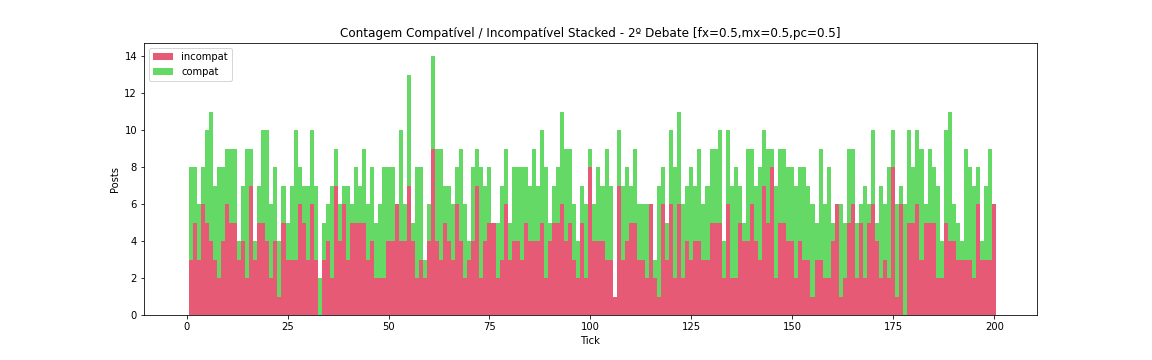 Contagem Compatível / Incompatível Stacked - 2º Debate [fx=0.5,mx=0.5,pc=0.5]
incompat
compat
14
12
10
8
6
4
2
0
Posts
0 25 50 75 100 125 150 175 200
Tick